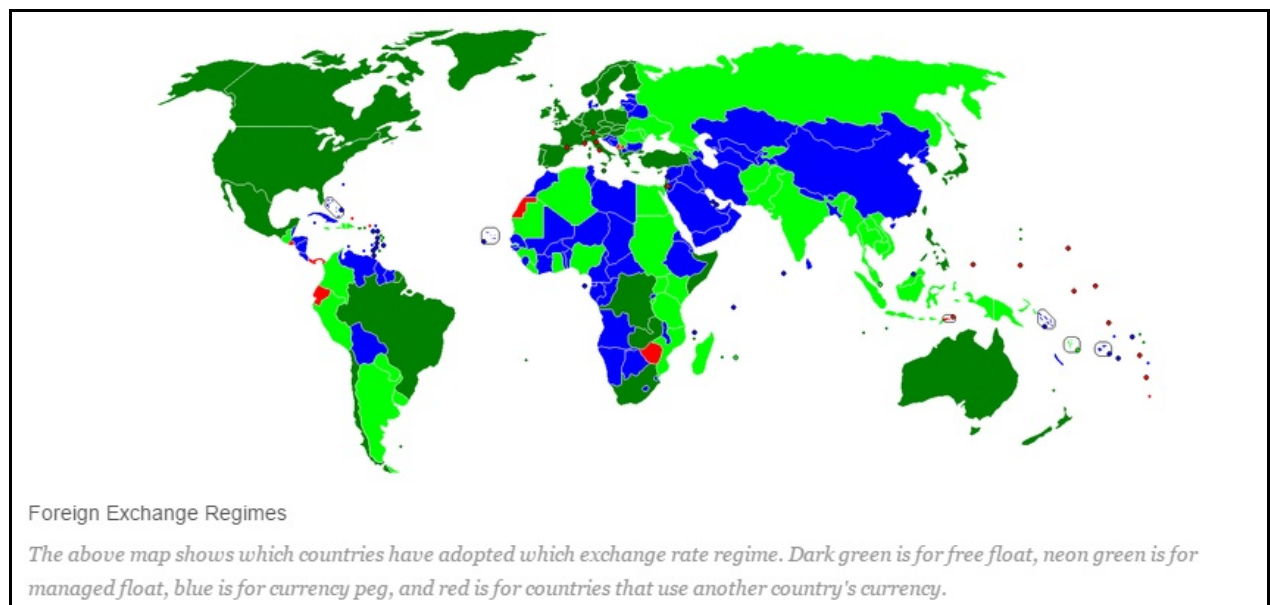 Foreign Exchange Regimes
The above map shows which countries have adopted which exchange rate regime. Dark green is for free float, neon green is for
managed float, blue is for currency peg, and red is for countries that use another country's currency.